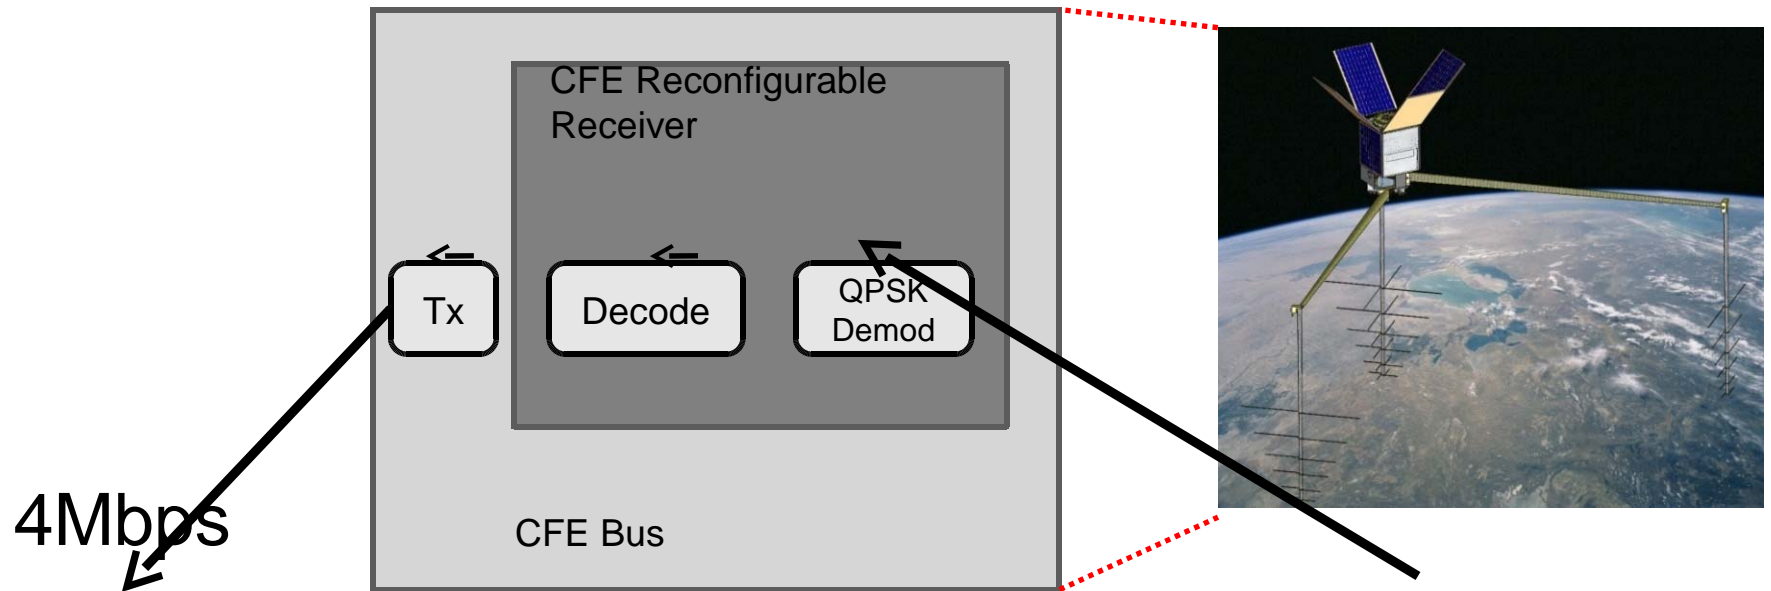 CFE Reconfigurable
Receiver
Tx
Decode
QPSK
Demod
4Mbps
CFE Bus